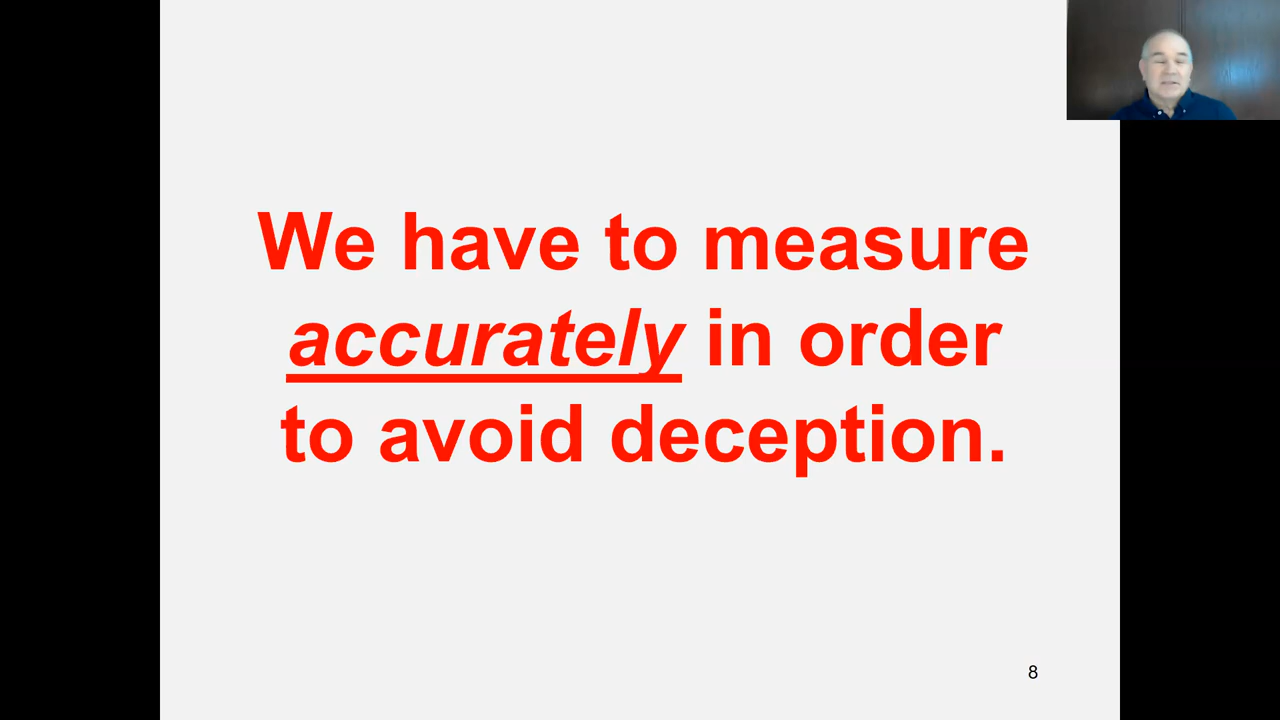 We have to measure
accurately in order
to avoid deception.
8